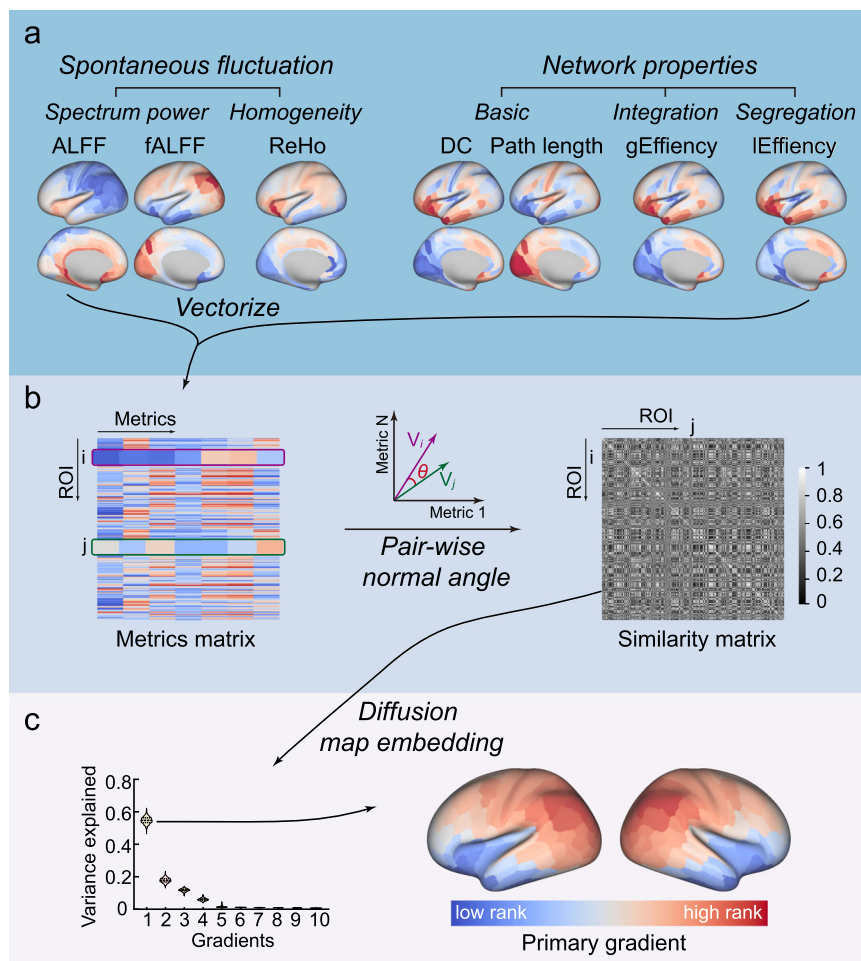 a
Spontaneous fluctuation
Network properties
Spectrum power
Homogeneity
Basic
Integration
Segregation
ALFF
fALFF
ReHo
DC
Path length
gEffiency
lEffiency
Vectorize
b
Metrics
ROI
i
j
Metrics matrix
Metric N
Vi
θ
Vj
Metric 1
Pair-wise
normal angle
ROI
j
i
ROI
1
0.8
0.6
0.4
0.2
0
Similarity matrix
c
Diffusion
map embedding
Variance explained
0.8
0.6
0.4
0.2
0
1 2 3 4 5 6 7 8 9 10
Gradients
low rank
high rank
Primary gradient